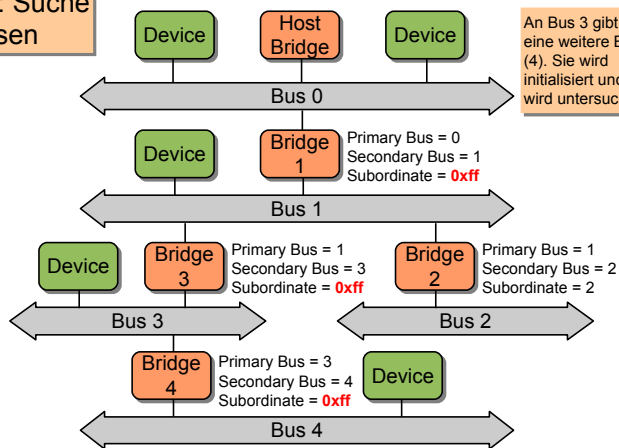 : Suche
sen
Device
Host
Bridge
Device
An Bus 3 gibt
eine weitere
(4). Sie wird
initialisiert
wird
Bus 0
Device
Bridge
1
Primary Bus = 0
Secondary Bus = 1
Subordinate = 0xff
Bus 1
Device
Bridge
3
Primary Bus = 1
Secondary Bus = 3
Subordinate = 0xff
Bridge
2
Primary Bus = 1
Secondary Bus = 2
Subordinate = 2
Bus 3
Bus 2
Bridge
4
Primary Bus = 3
Secondary Bus = 4
Subordinate = 0xff
Device
Bus 4